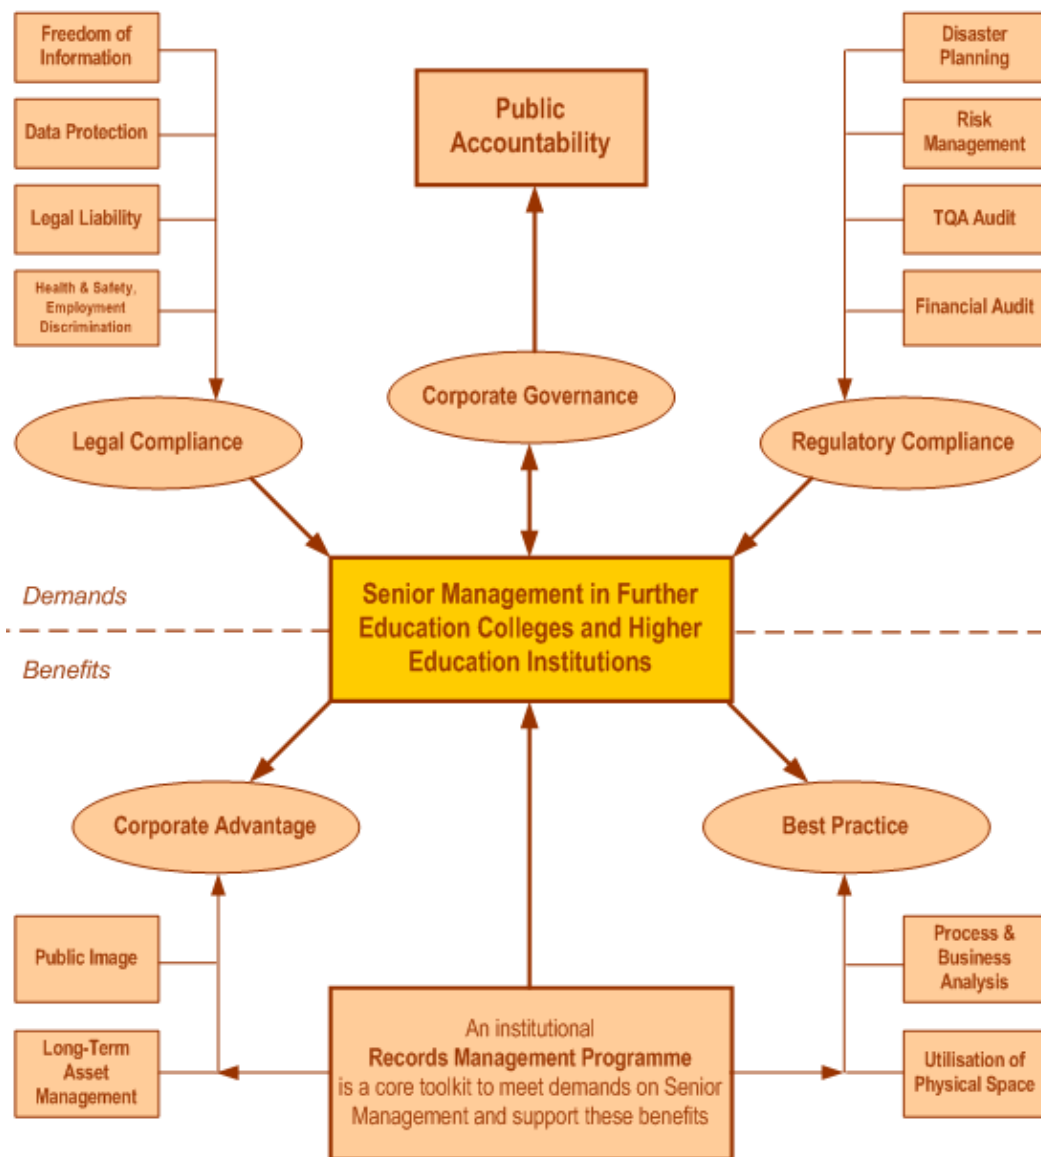 Freedom of
Information
Data Protection
Legal Liability
Health & Safety,
Employment
Discrimination
Legal Compliance
Public
Accountability
Corporate Governance
Disaster
Planning
Risk
Management
TQA Audit
Financial Audit
Regulatory Compliance
Demands
Benefits
Senior Management in Further
Education Colleges and Higher
Education Institutions
Corporate Advantage
Best Practice
Public Image
Long-Term
Asset
Management
An institutional
Records Management Programme
is a core toolkit to meet demands on Senior
Management and support these benefits
Process &
Business
Analysis
Utilisation of
Physical Space